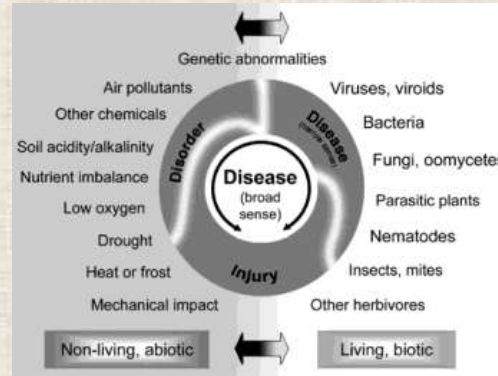 Genetic abnormalities
Air pollutants
Other chemicals
Soil acidity/alkalinity
Nutrient imbalance
Low oxygen
Drought
Heat or frost
Mechanical impact
Disorder
Disease
(narrow sense)
Disease
(broad
sense)
Injury
Viruses, viroids
Bacteria
Fungi, oomycetes
Parasitic plants
Nematodes
Insects, mites
Other herbivores
Non-living, abiotic
Living, biotic